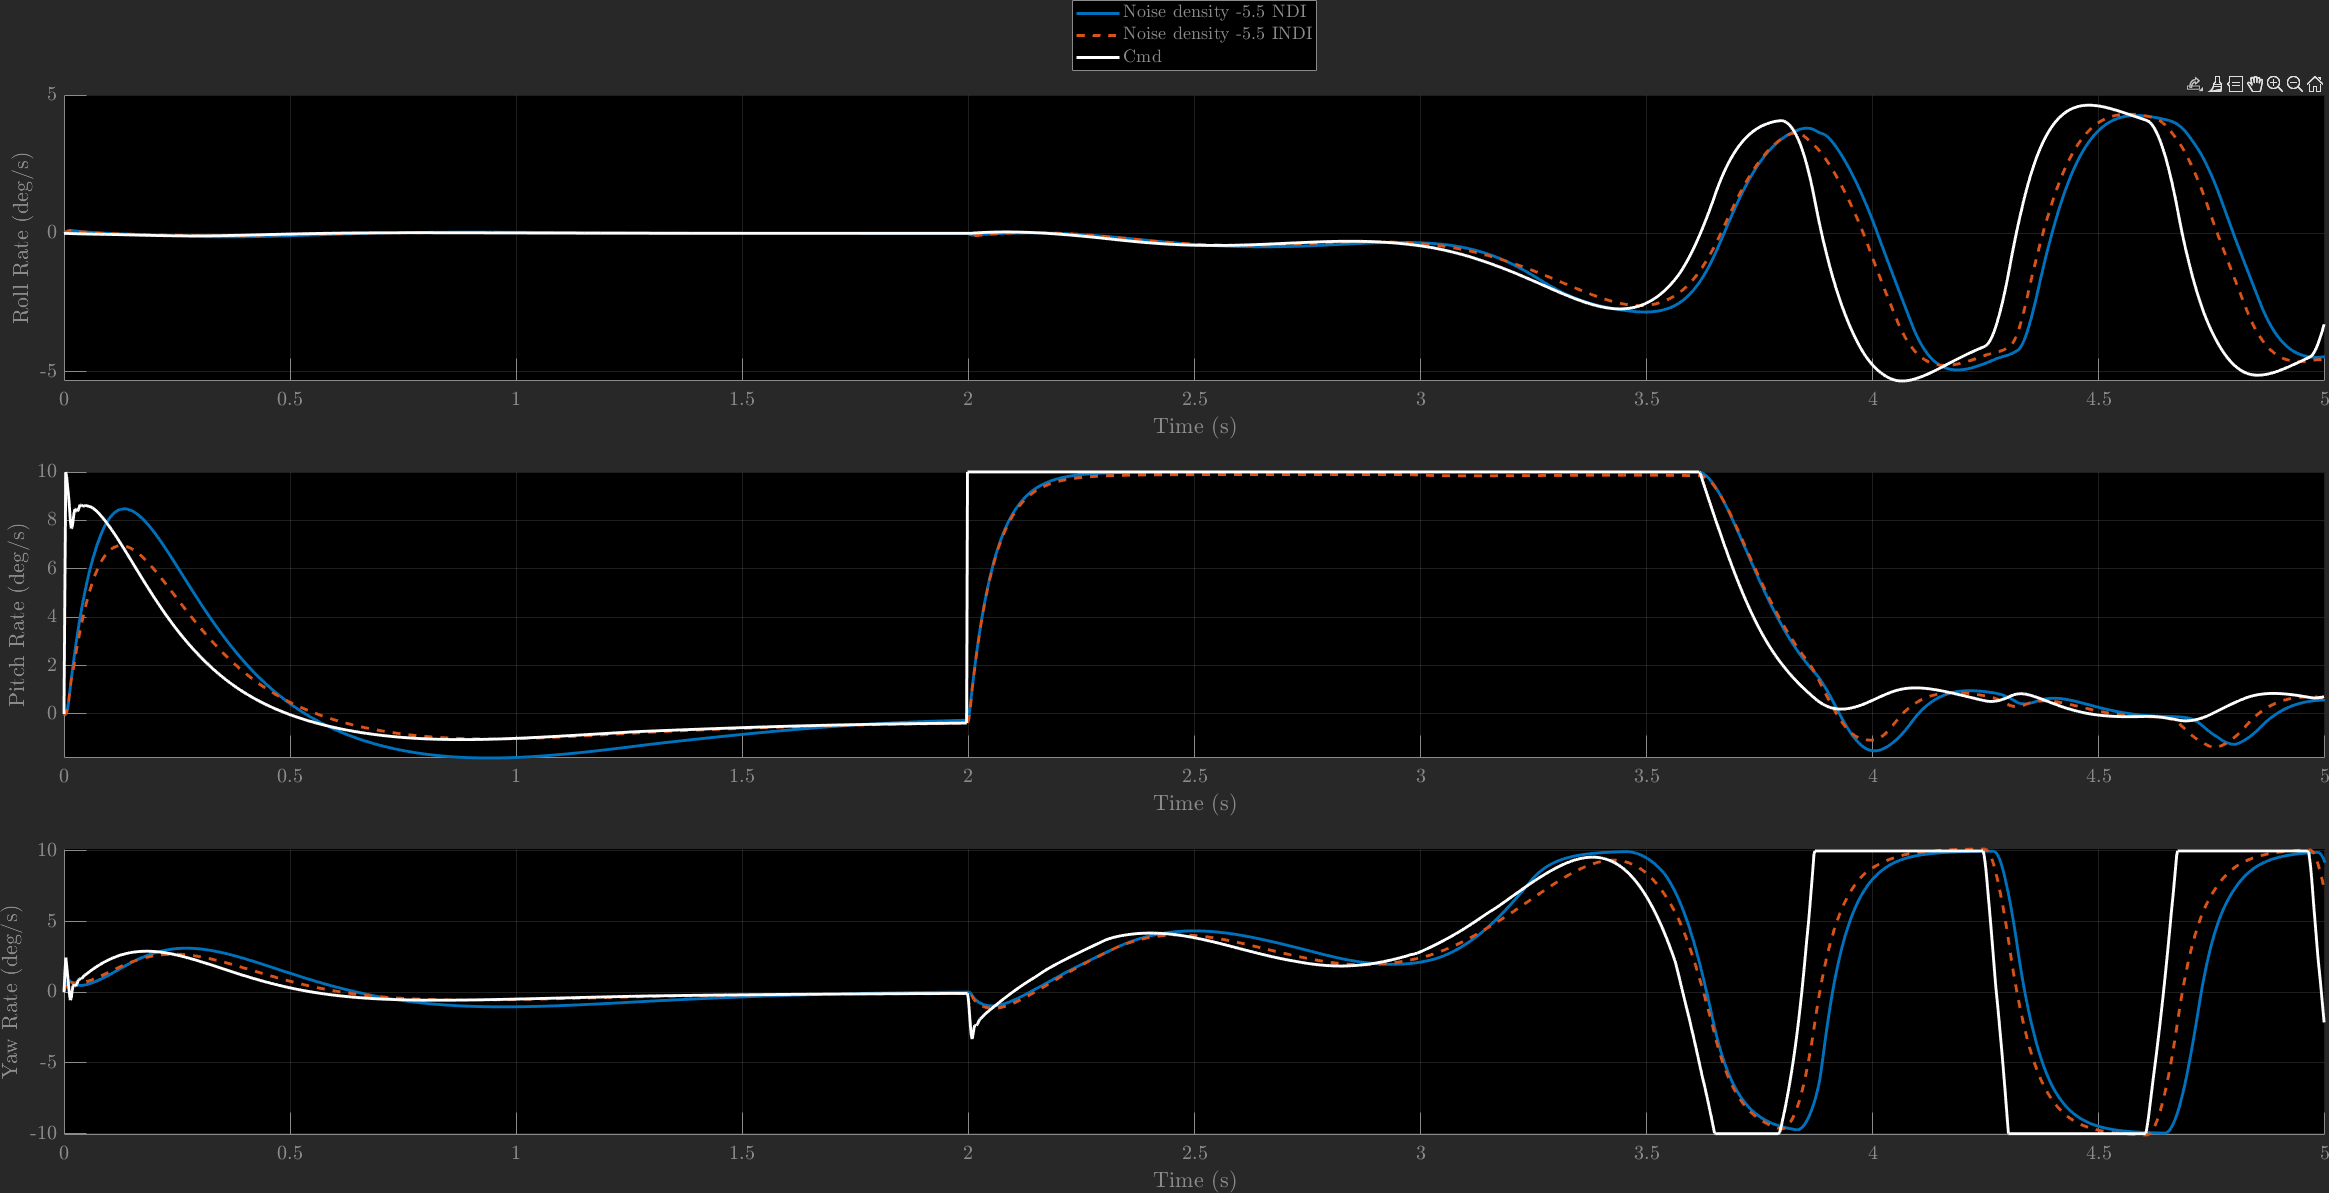 Noise density -5.5 NDI
Noise density -5.5 INDI
Cmd
5
0
-5
Roll Rate (deg/s)
0 0.5 1 1.5 2 2.5 3 3.5 4 4.5 5
Time (s)
10
8
6
4
2
0
Pitch Rate (deg/s)
0 0.5 1 1.5 2 2.5 3 3.5 4 4.5 5
Time (s)
10
5
0
-5
-10
Yaw Rate (deg/s)
0 0.5 1 1.5 2 2.5 3 3.5 4 4.5 5
Time (s)